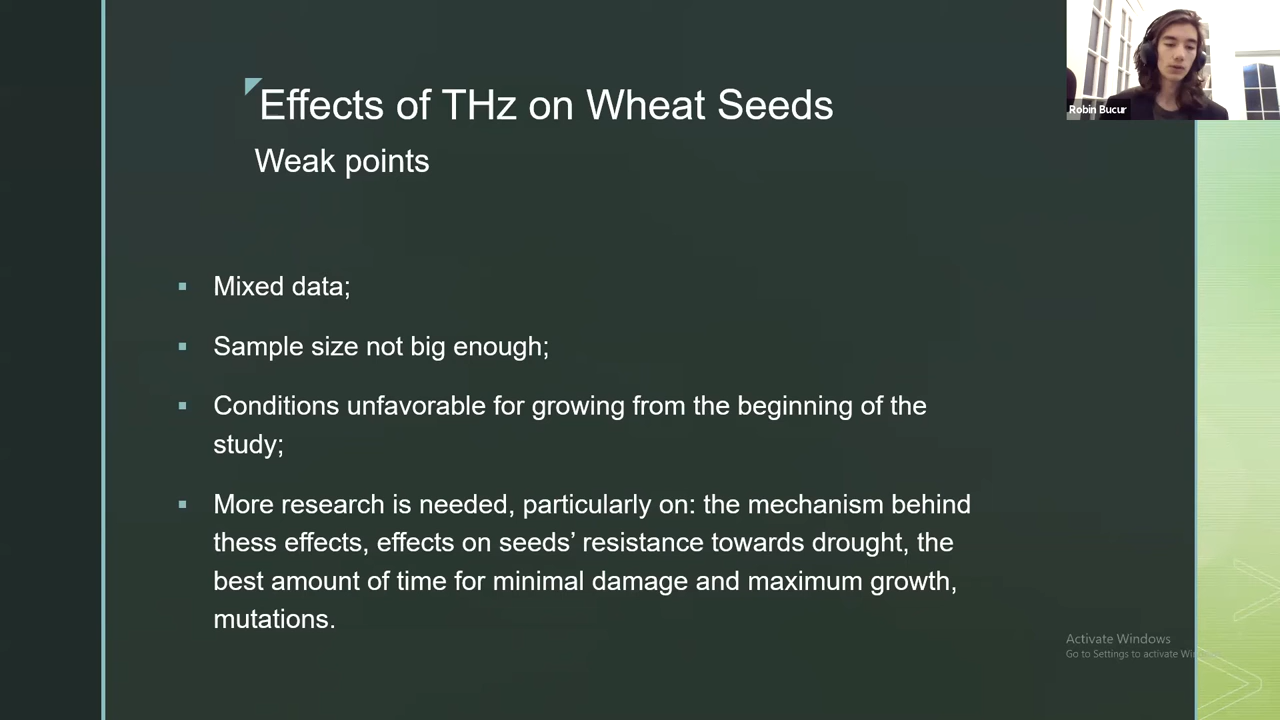 Effects of THz on Wheat Seeds
Robin Bucur
Weak points
Mixed data;
Sample size not big enough;
Conditions unfavorable for growing from the beginning of the
study;
More research is needed, particularly on: the mechanism behind
thess effects, effects on seeds’ resistance towards drought, the
best amount of time for minimal damage and maximum growth,
mutations.
Activate Windows
Go to Settings to activate